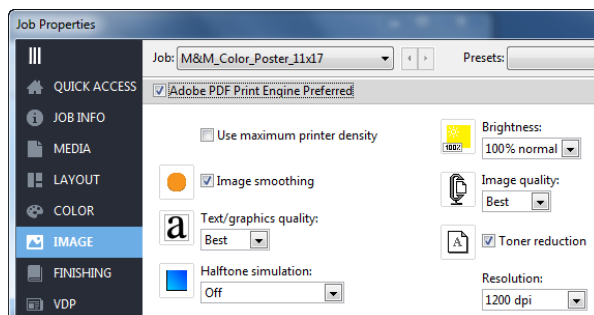 Job Properties
Job: M&M_Color_Poster_11x17 Presets:
QUICK ACCESS
Adobe PDF Print Engine Preferred
JOB INFO
MEDIA
LAYOUT
COLOR
IMAGE
FINISHING
VDP
Use maximum printer density
Image smoothing
a
Text/graphics quality:
Best
Halftone simulation:
Off
100%
Brightness:
100% normal
Image quality:
Best
A
Toner reduction
Resolution:
1200 dpi